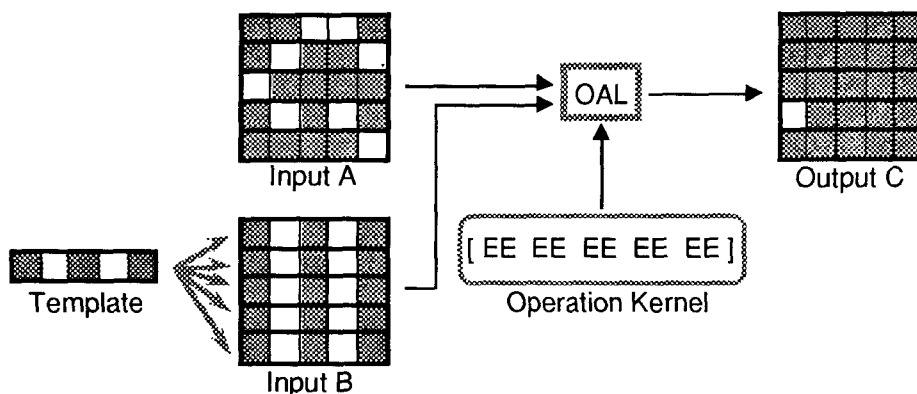 Input A
OAL
Output C
[ EE EE EE EE EE ]
Operation Kernel
Template
Input B